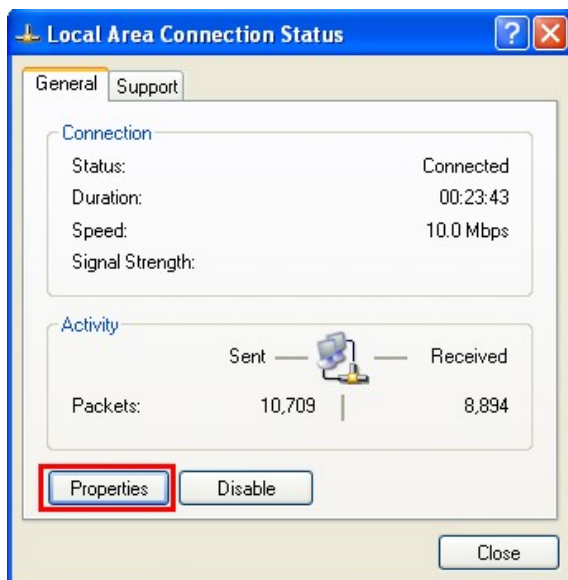 Local Area Connection Status
General Support
Connection
Status: Connected
Duration: 00:23:43
Speed: 10.0 Mbps
Signal Strength:
Activity
Sent Received
Packets: 10,709 8,894
Properties Disable
Close